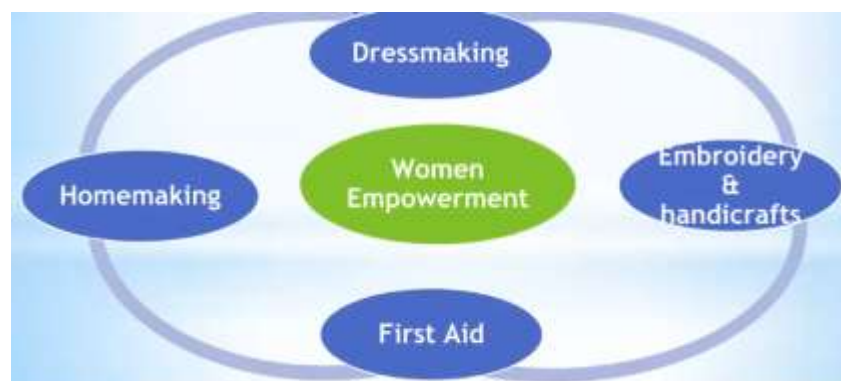 Dressmaking
Women
Empowerment
Homemaking
Embroidery
&
handicrafts
First Aid